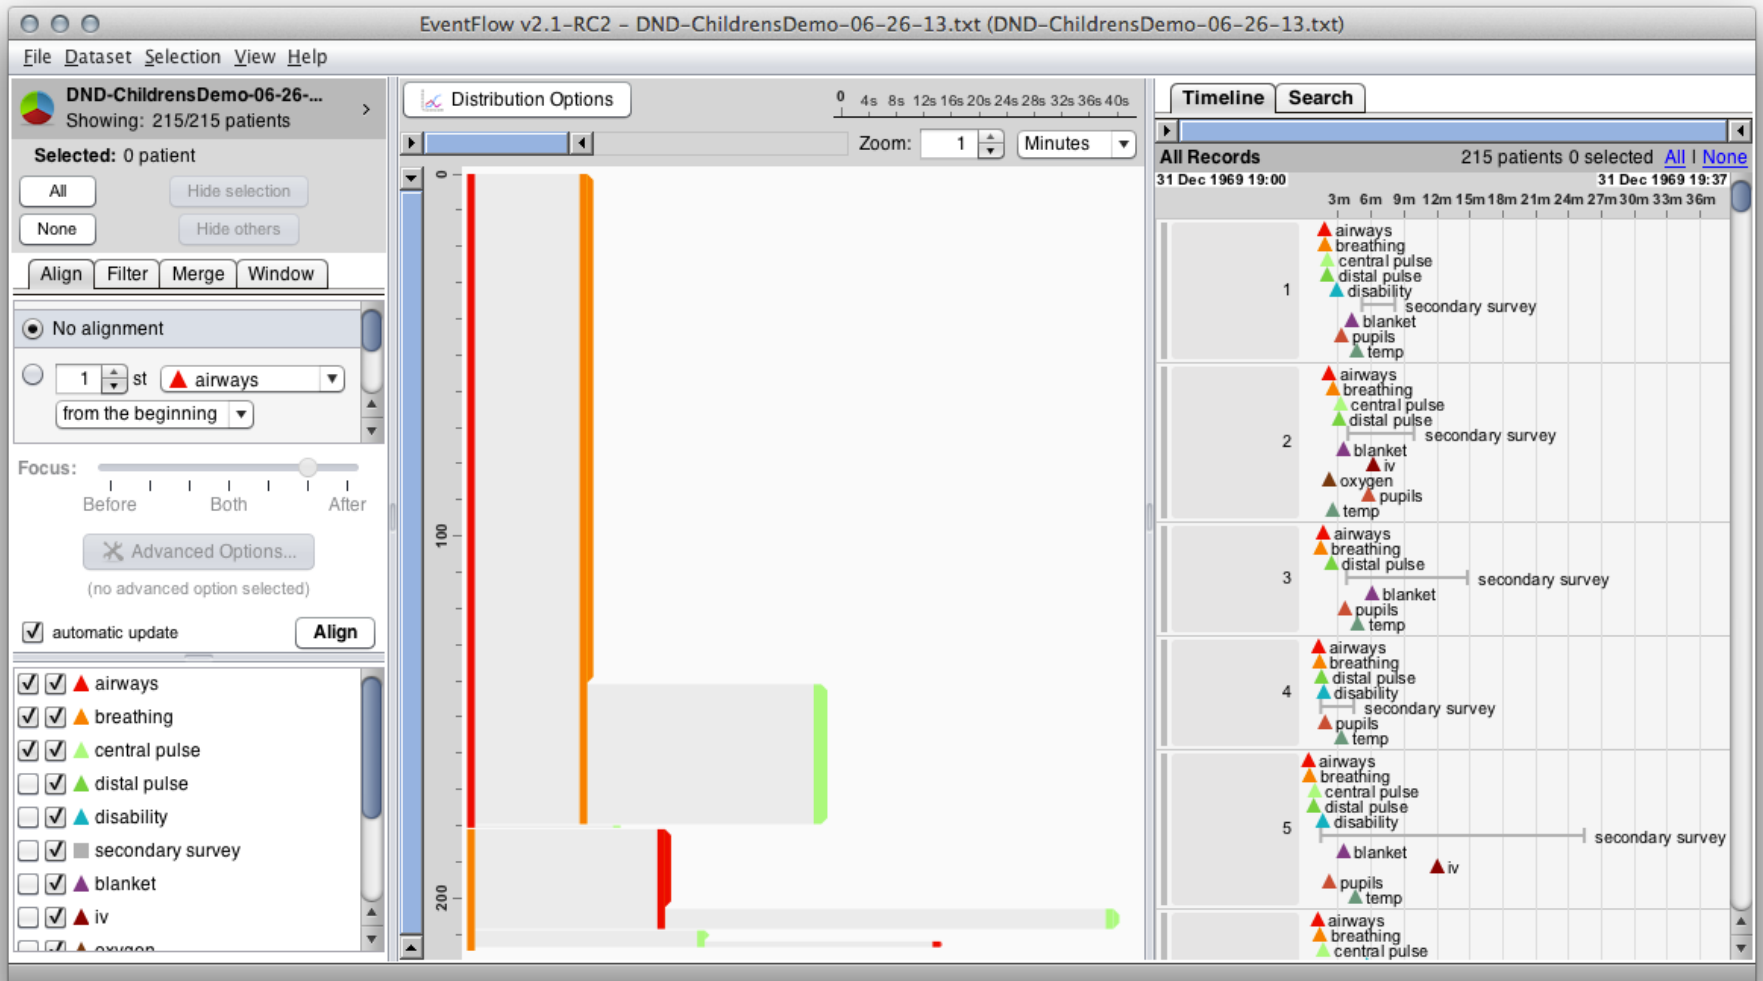 EventFlow v2.1-RC2 – DND-ChildrensDemo-06-26-13.txt (DND-ChildrensDemo-06-26-13.txt)
File Dataset Selection View Help
DND-ChildrensDemo-06-26-...
Showing: 215/215 patients
Selected: 0 patient
All
Hide selection
None
Hide others
Align Filter Merge Window
No alignment
1 st airways
from the beginning
Focus:
Before Both After
Advanced Options...
(no advanced option selected)
automatic update
Align
airways
breathing
central pulse
distal pulse
disability
secondary survey
blanket
iv
oxygen
Distribution Options
0 4s 8s 12s 16s 20s 24s 28s 32s 36s 40s
Zoom: 1 Minutes
0
100
200
Timeline Search
All Records 215 patients 0 selected All | None
31 Dec 1969 19:00 31 Dec 1969 19:37
3m 6m 9m 12m 15m 18m 21m 24m 27m 30m 33m 36m
1
airways
breathing
central pulse
distal pulse
disability
secondary survey
blanket
pupils
temp
2
airways
breathing
central pulse
distal pulse
secondary survey
blanket
iv
oxygen
pupils
temp
3
airways
breathing
distal pulse
secondary survey
blanket
pupils
temp
4
airways
breathing
distal pulse
disability
secondary survey
pupils
temp
5
airways
breathing
central pulse
distal pulse
disability
secondary survey
blanket
iv
pupils
temp
airways
breathing
central pulse